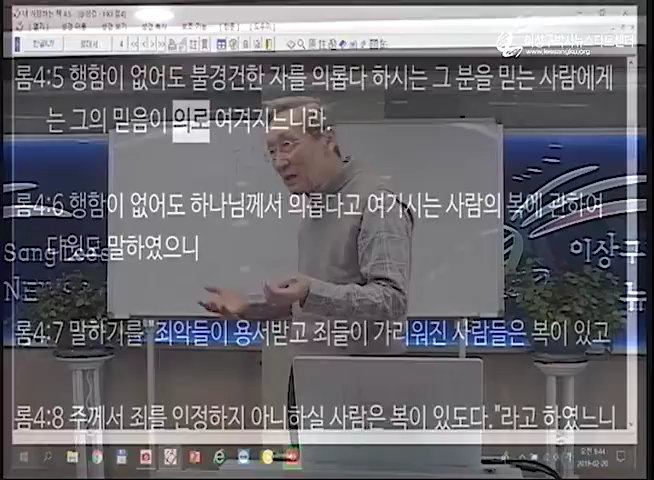 이상구박사뉴스타트센터
www.leesangku.org
롬4:5 행함이 없어도 불경건한 자를 의롭다 하시는 그 분을 믿는 사람에게
는 그의 믿음이 의로 여겨지느니라.
롬4:6 행함이 없어도 하나님께서 의롭다고 여기시는 사람의 복에 관하여
다윗도 말하였으니
이상구
뉴
롬4:7 말하기를 "죄악들이 용서받고 죄들이 가리워진 사람들은 복이 있고
롬4:8 주께서 죄를 인정하지 아니하실 사람은 복이 있도다."라고 하였느니
2019-02-20